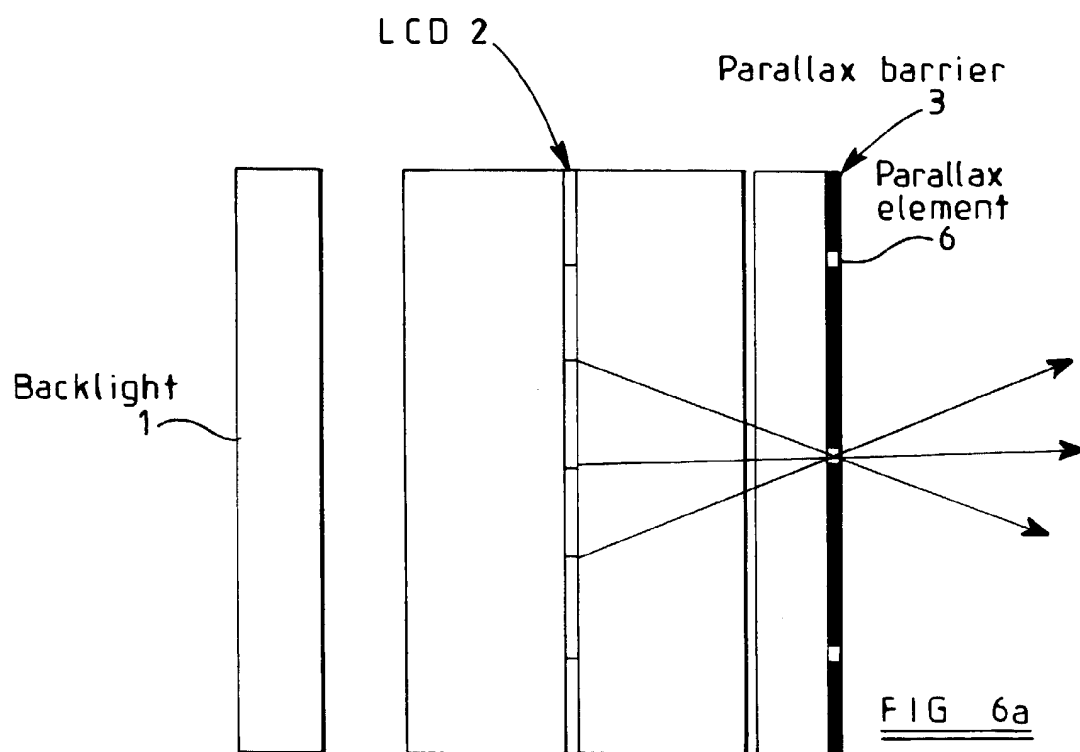 LCD 2
Parallax barrier
3
Parallax
element
6
Backlight
1
FIG 6a